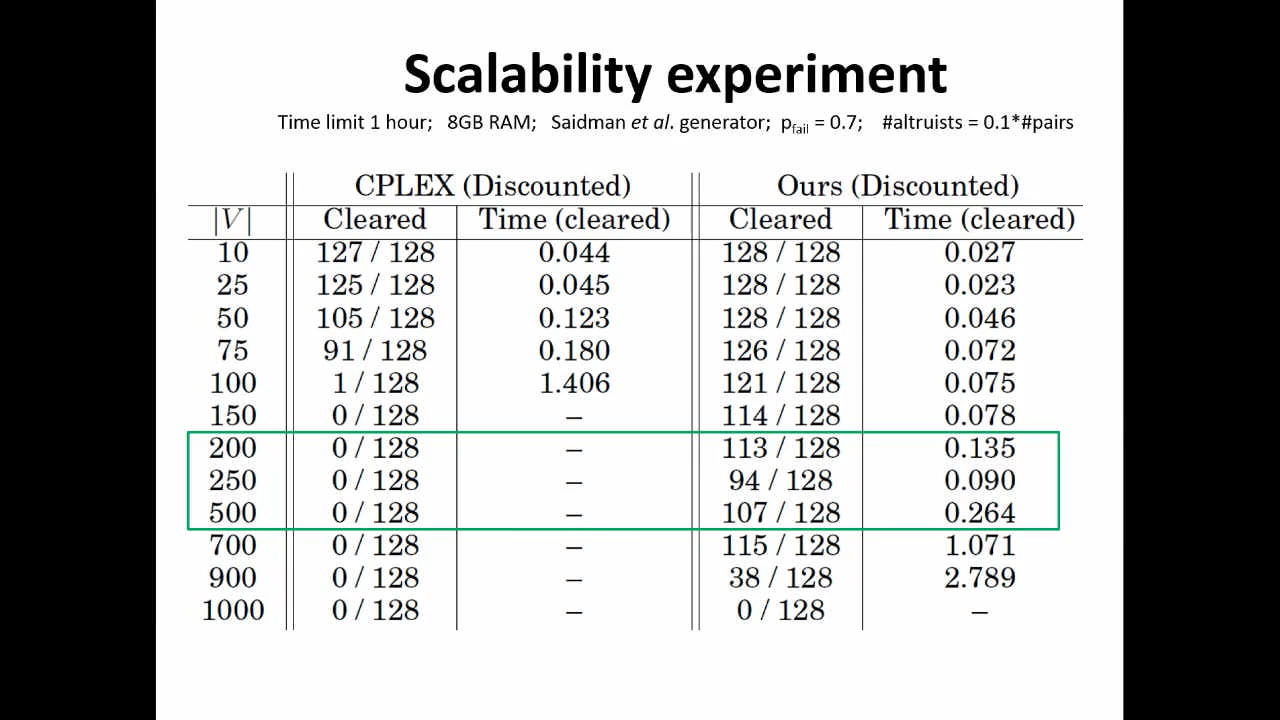 Scalability experiment
Time limit 1 hour; 8GB RAM; Saidman et al. generator; pfail = 0.7; #altruists = 0.1*#pairs
CPLEX (Discounted) Ours (Discounted)
|V| Cleared Time (cleared) Cleared Time (cleared)
10 127 / 128 0.044 128 / 128 0.027
25 125 / 128 0.045 128 / 128 0.023
50 105 / 128 0.123 128 / 128 0.046
75 91 / 128 0.180 126 / 128 0.072
100 1 / 128 1.406 121 / 128 0.075
150 0 / 128 – 114 / 128 0.078
200 0 / 128 – 113 / 128 0.135
250 0 / 128 – 94 / 128 0.090
500 0 / 128 – 107 / 128 0.264
700 0 / 128 – 115 / 128 1.071
900 0 / 128 – 38 / 128 2.789
1000 0 / 128 – 0 / 128 –